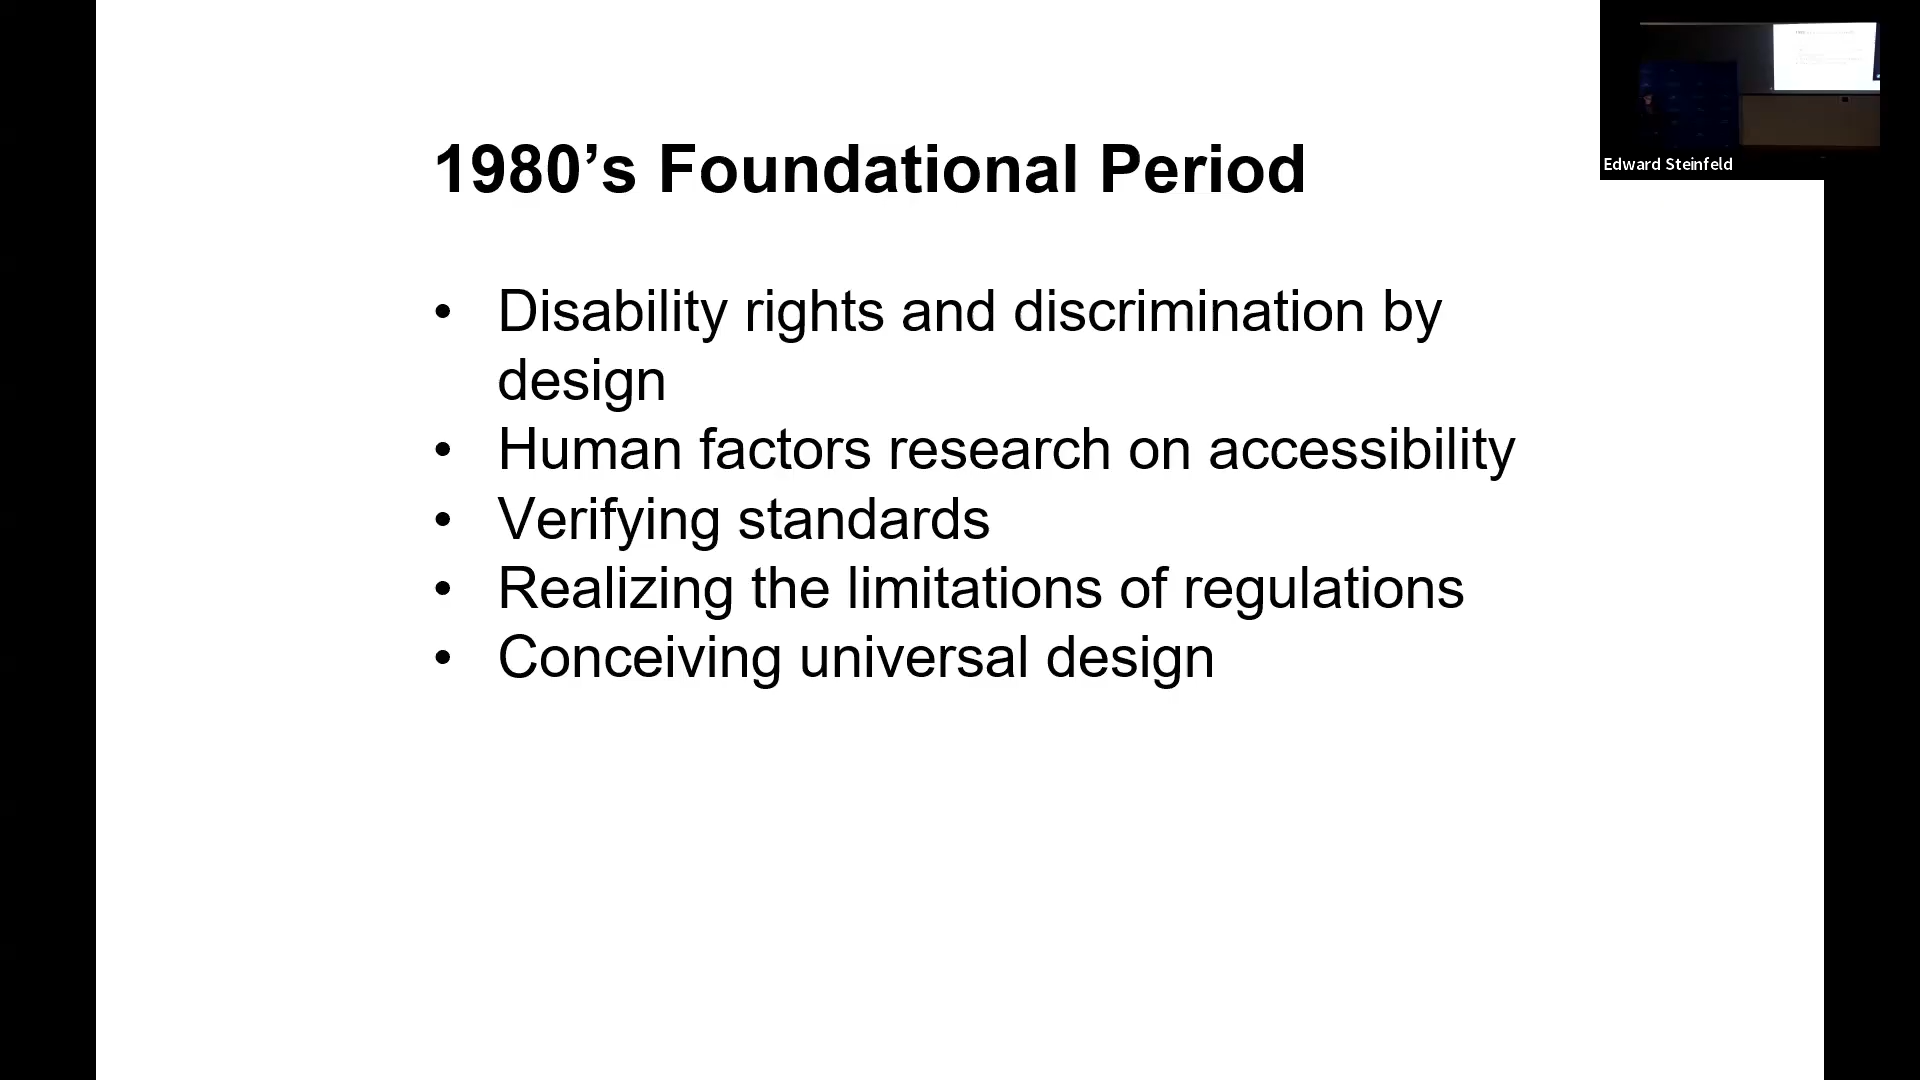 1980’s Foundational Period
• Disability rights and discrimination by
design
• Human factors research on accessibility
• Verifying standards
• Realizing the limitations of regulations
• Conceiving universal design
Edward Steinfeld